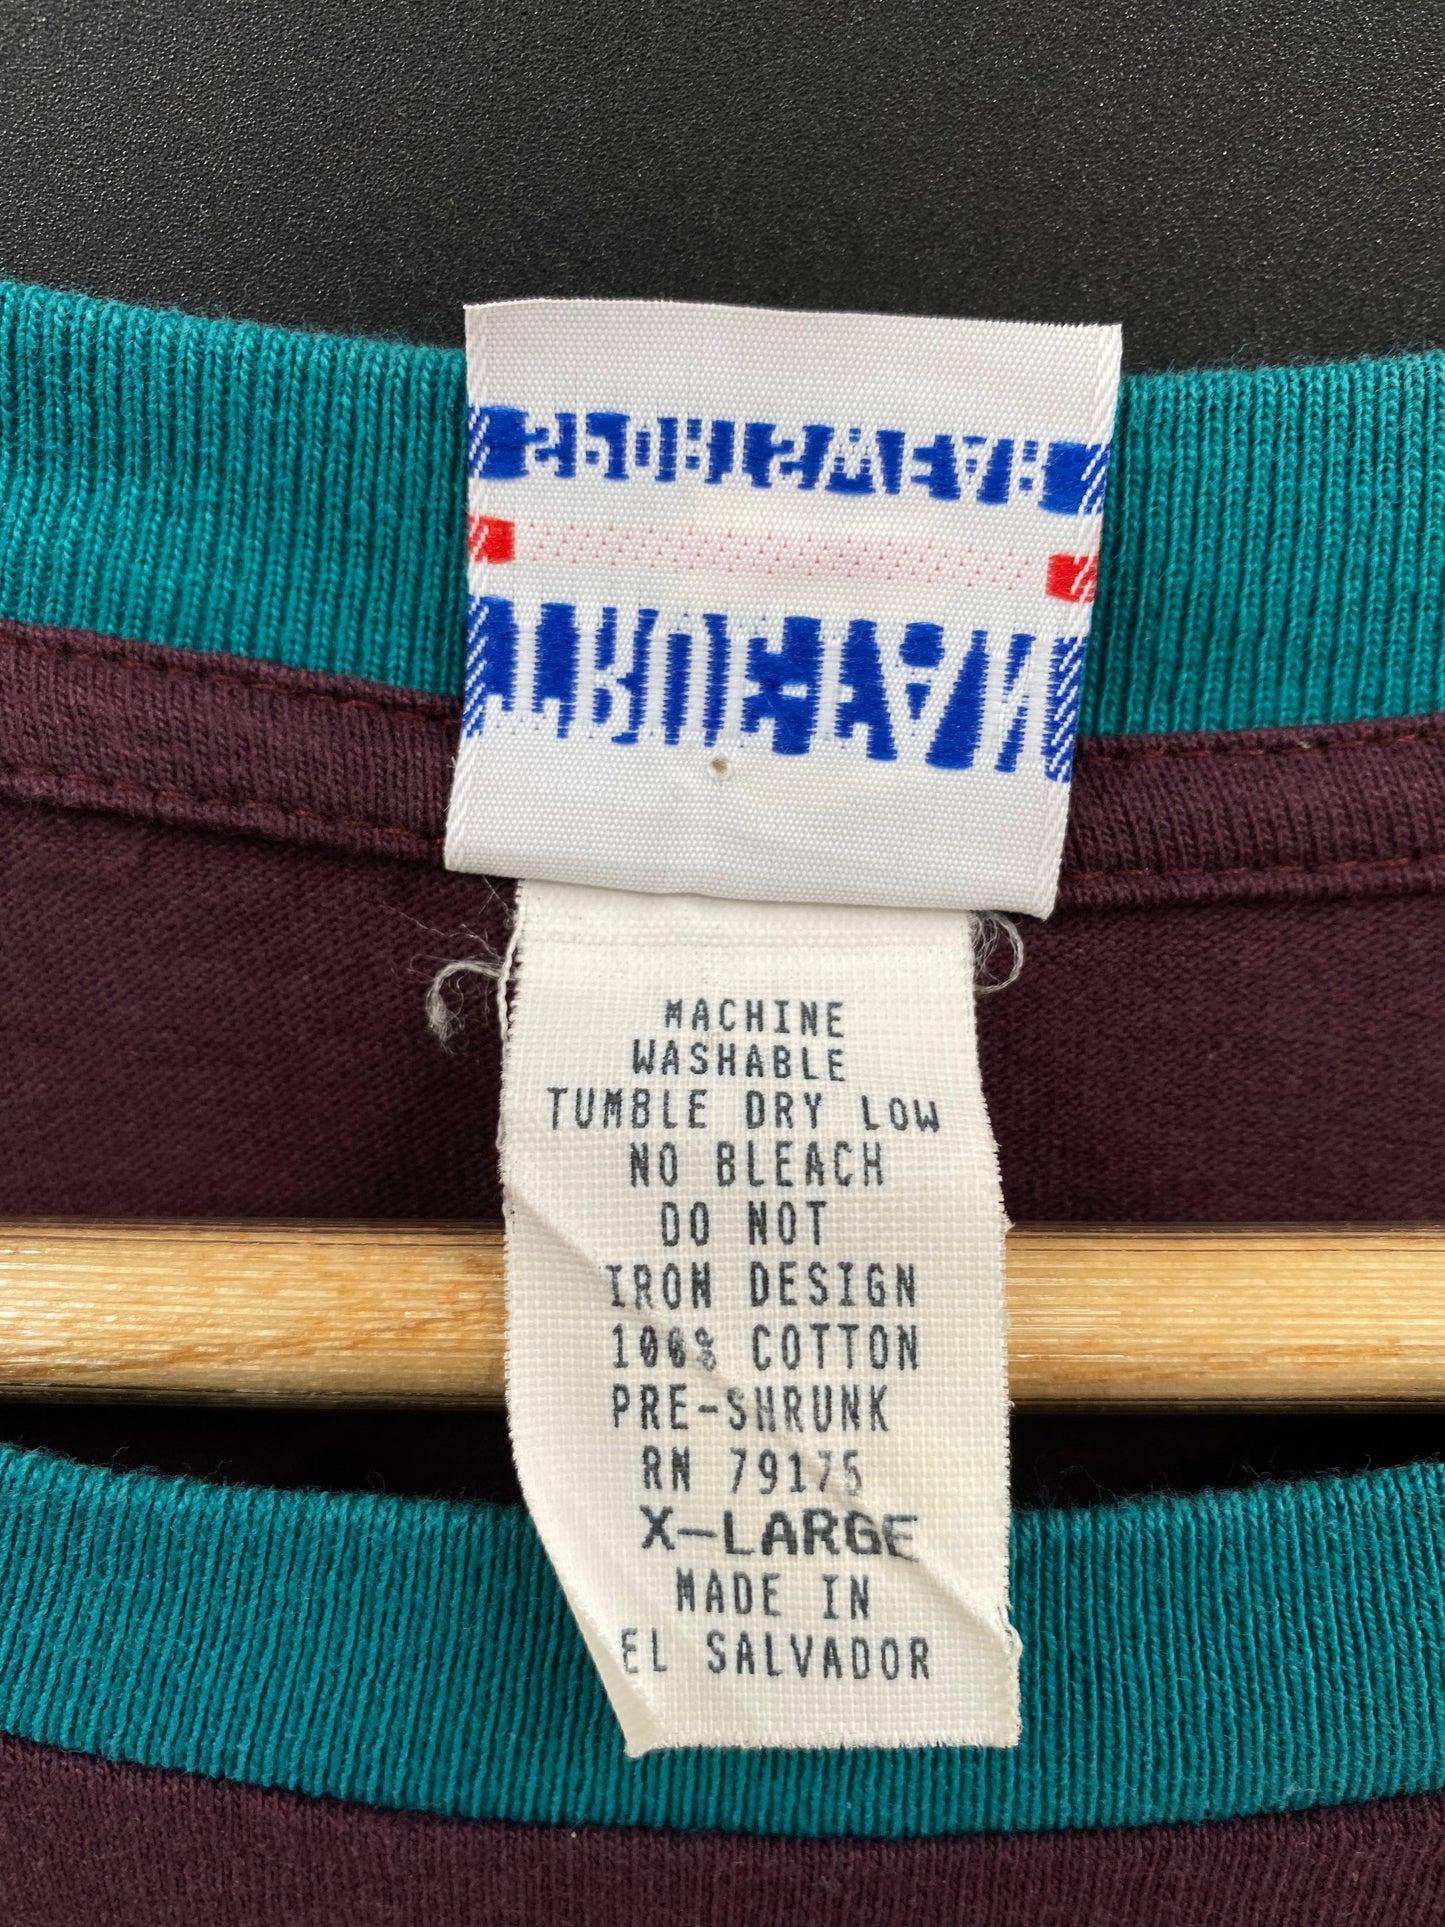 MACHINE
WASHABLE
TUMBLE DRY LOW
NO BLEACH
DO NOT
IRON DESIGN
100% COTTON
PRE-SHRUNK
RN 79175
X-LARGE
MADE IN
EL SALVADOR